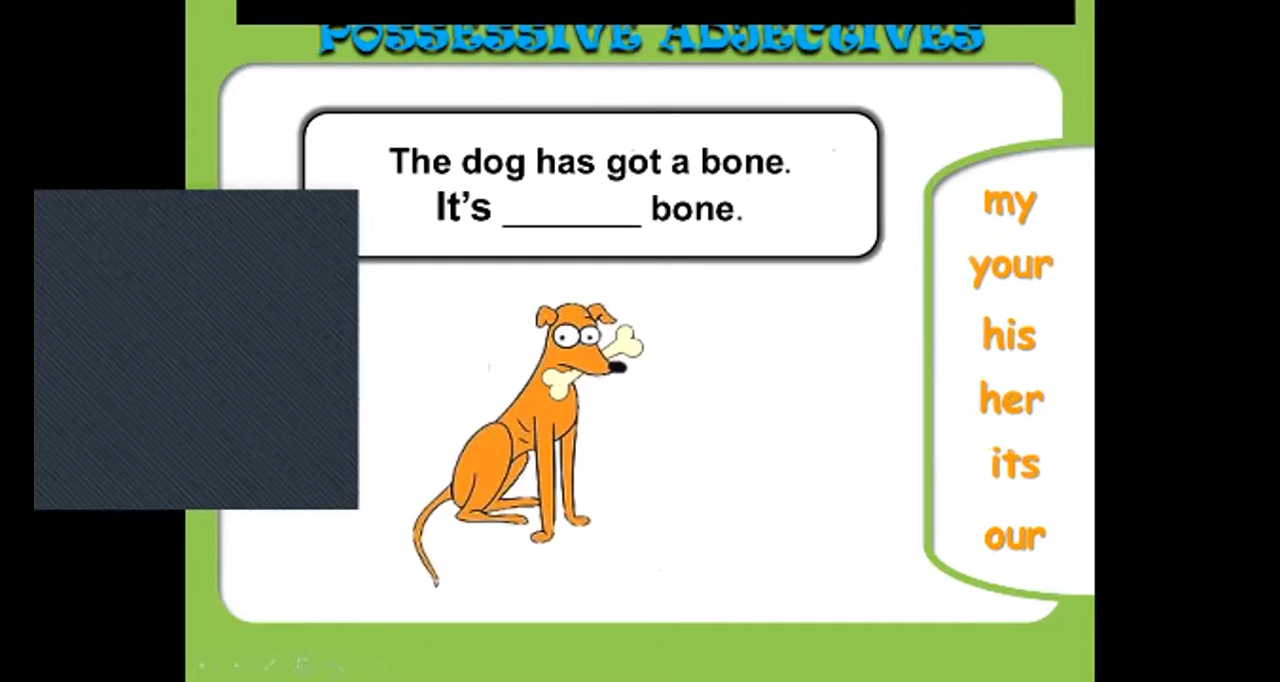 POSSESSIVE ADJECTIVES
The dog has got a bone.
It's _______ bone.
my
your
his
her
its
our